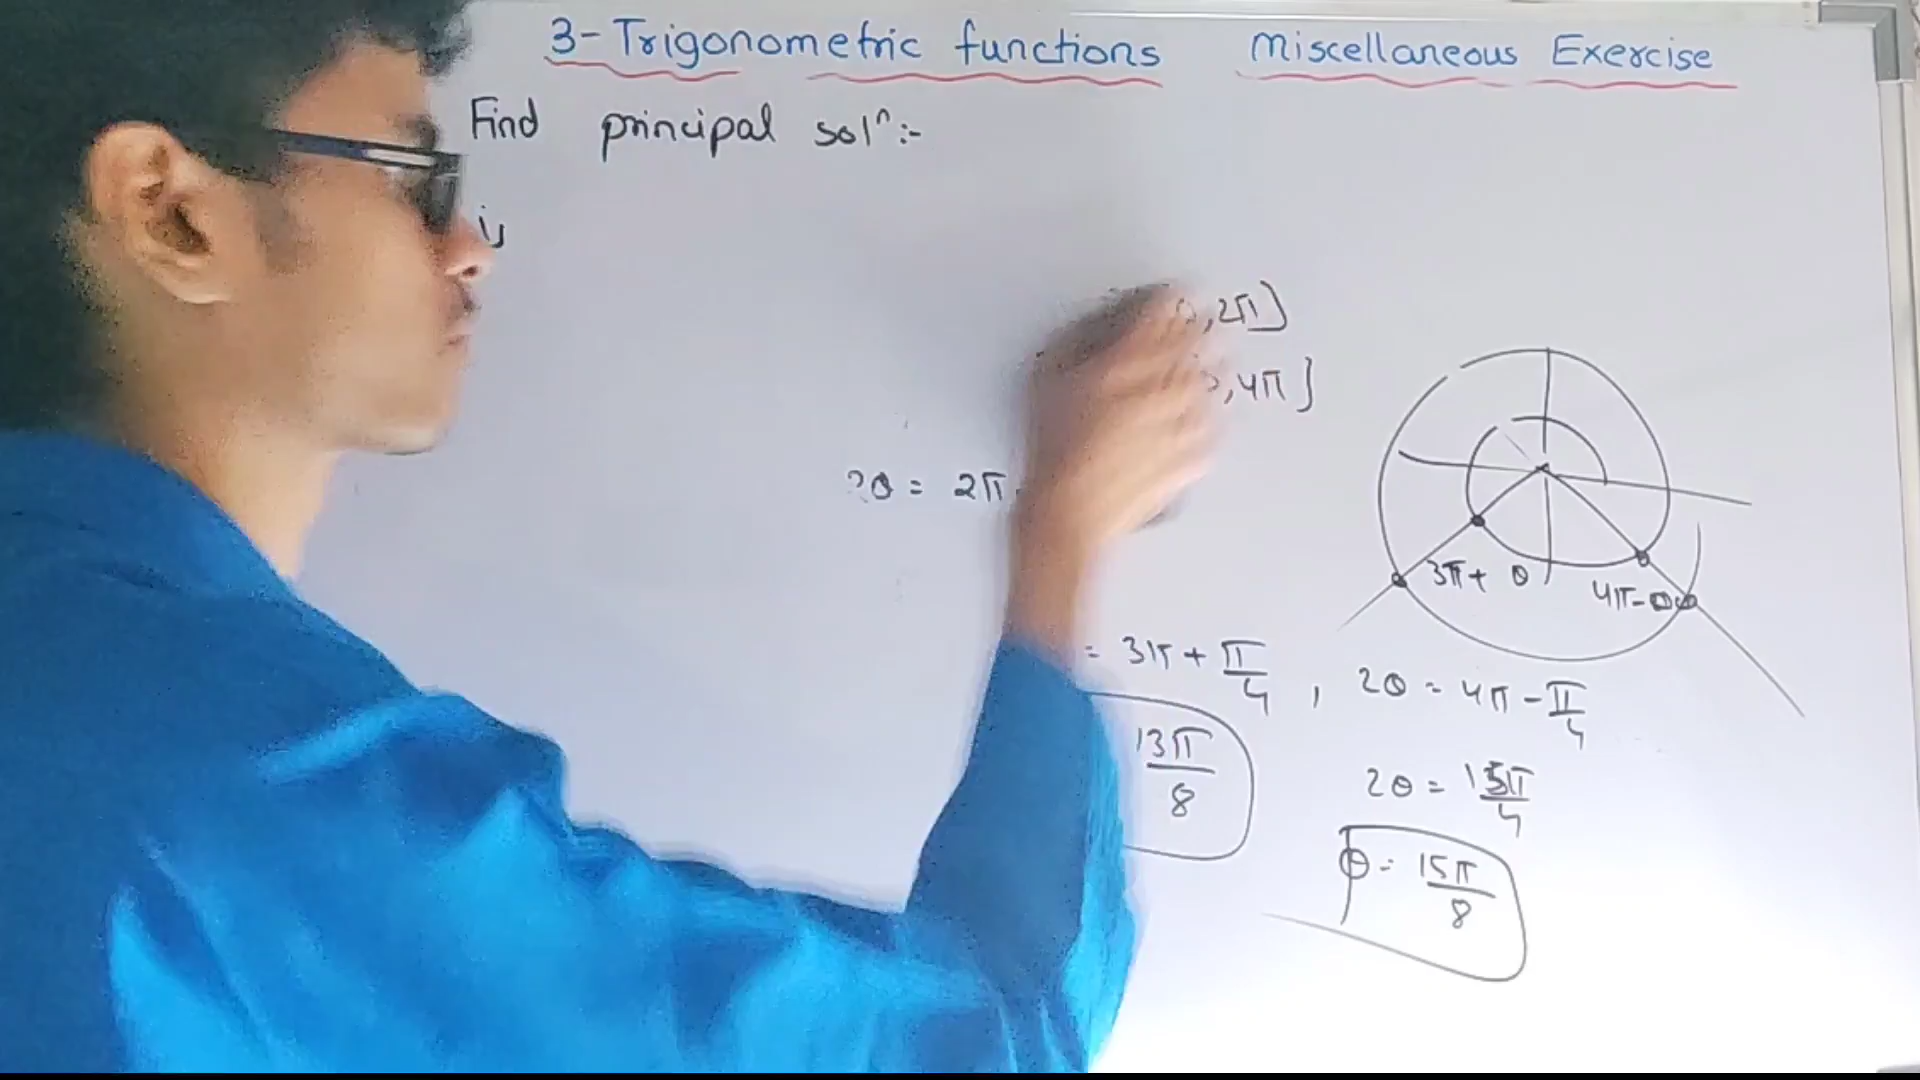 3-Trigonometric functions Miscellaneous Exercise
Find principal solⁿ:-
0, 2π]
, 4π]
2θ = 2π
3π + θ
4π - θ
= 3π + π/4 , 2θ = 4π - π/4
13π/8
2θ = 15π/4
θ = 15π/8